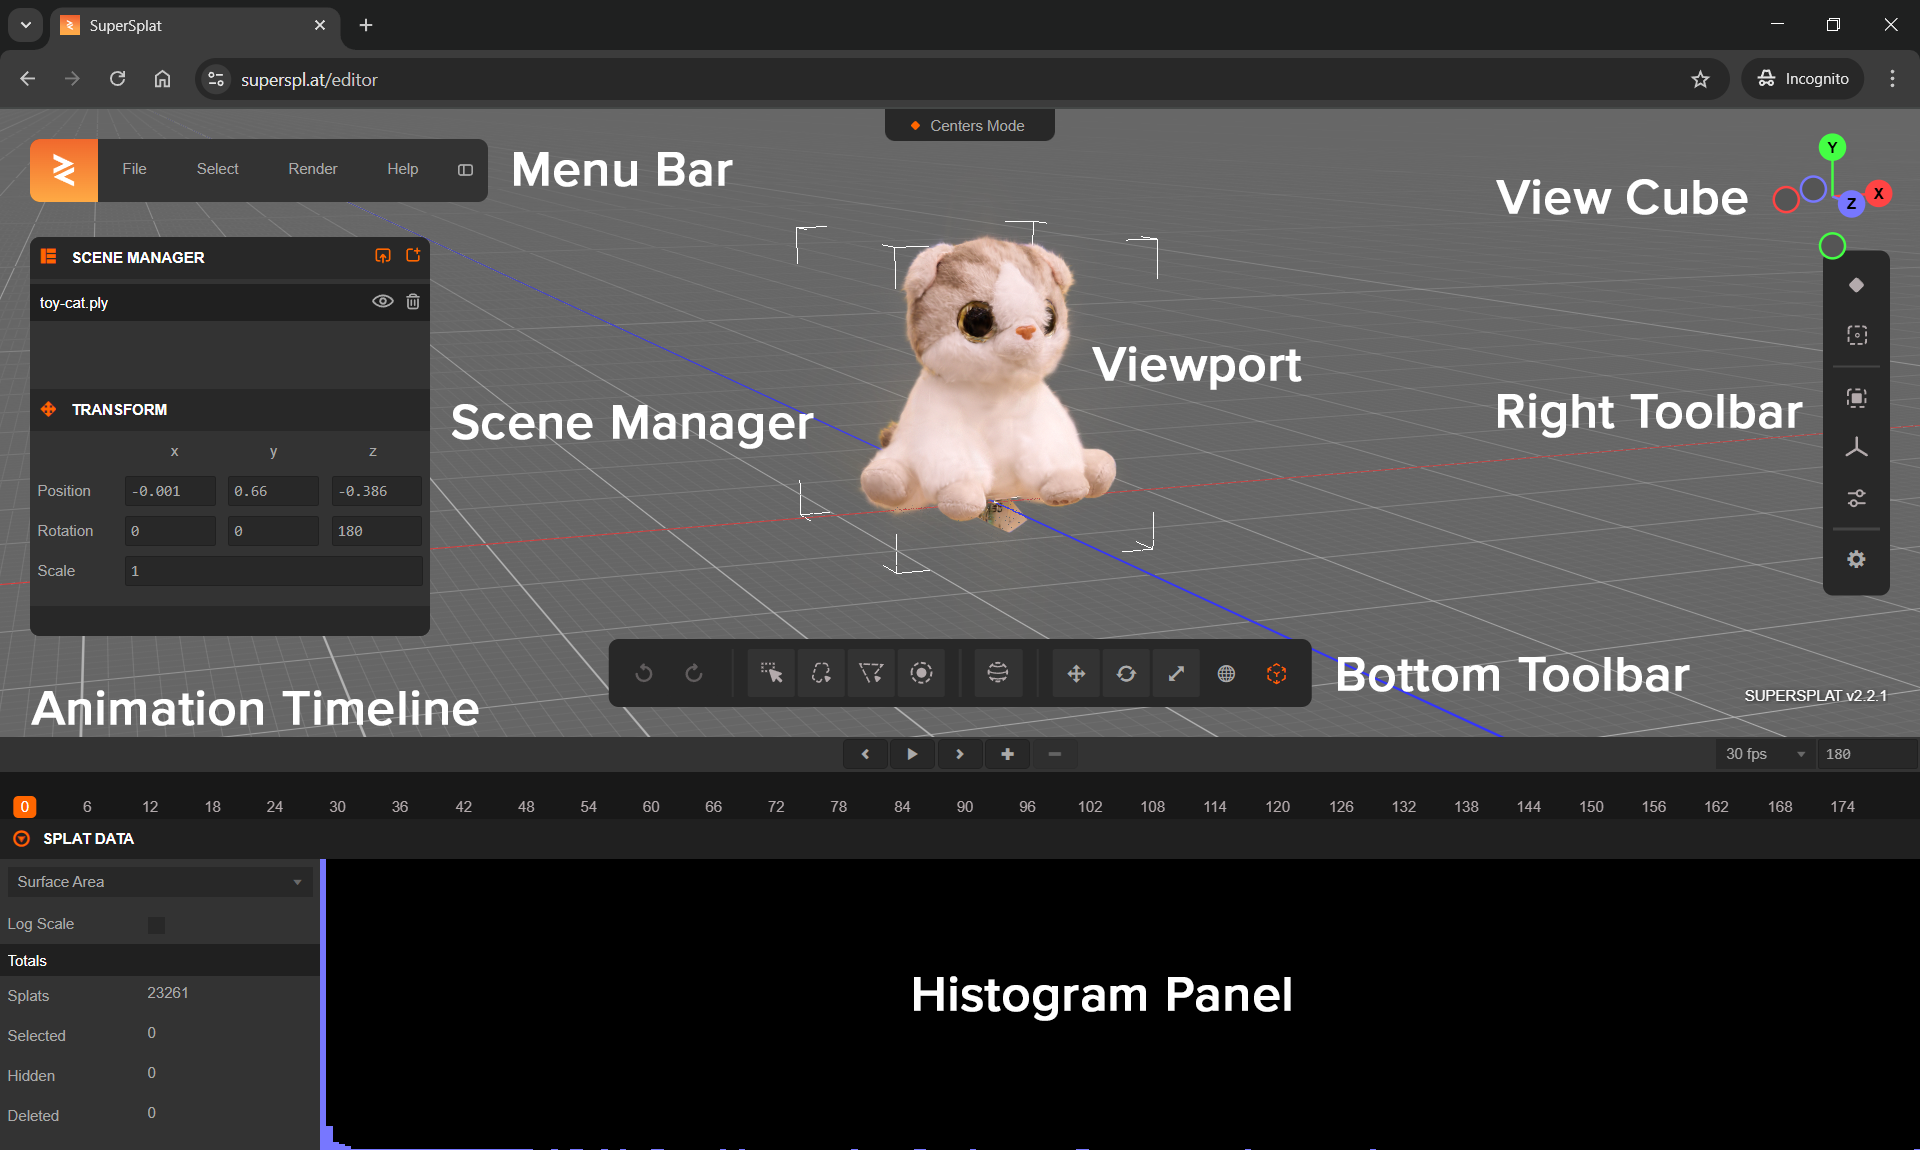 SuperSplat
superspl.at/editor
Incognito
Centers Mode
File Select Render Help
Menu Bar
View Cube
Y
X
Z
SCENE MANAGER
toy-cat.ply
Viewport
TRANSFORM
Scene Manager
Right Toolbar
x y z
Position -0.001 0.66 -0.386
Rotation 0 0 180
Scale 1
Bottom Toolbar
SUPERSPLAT v2.2.1
Animation Timeline
30 fps 180
0 6 12 18 24 30 36 42 48 54 60 66 72 78 84 90 96 102 108 114 120 126 132 138 144 150 156 162 168 174
SPLAT DATA
Surface Area
Log Scale
Totals
Splats 23261
Histogram Panel
Selected 0
Hidden 0
Deleted 0